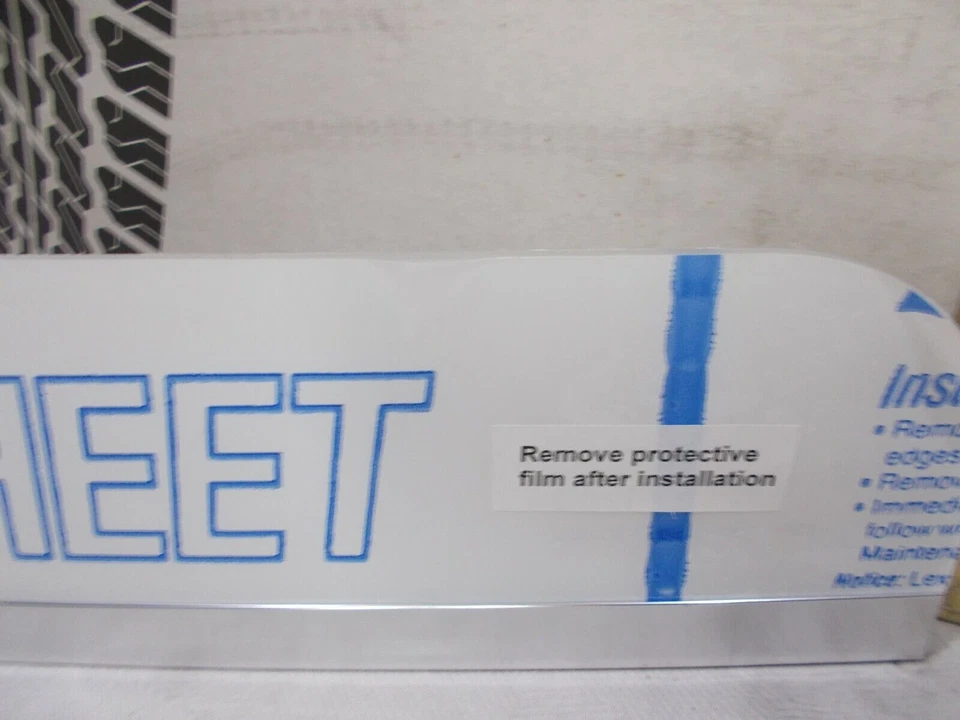 HEET
Remove protective
film after installation
Inst
• Remo
edges
• Remov
• Immedi
follow w
Maintena
Notice: Lex